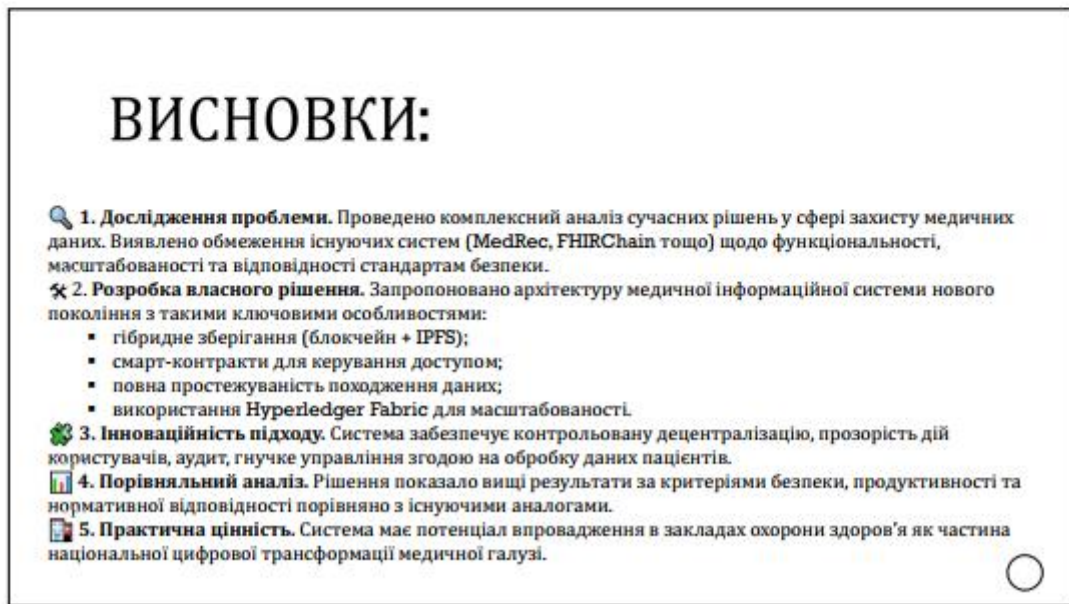 ВИСНОВКИ:
🔍 1. Дослідження проблеми. Проведено комплексний аналіз сучасних рішень у сфері захисту медичних
даних. Виявлено обмеження існуючих систем (MedRec, FHIRChain тощо) щодо функціональності,
масштабованості та відповідності стандартам безпеки.
🛠 2. Розробка власного рішення. Запропоновано архітектуру медичної інформаційної системи нового
покоління з такими ключовими особливостями:
▪ гібридне зберігання (блокчейн + IPFS);
▪ смарт-контракти для керування доступом;
▪ повна простежуваність походження даних;
▪ використання Hyperledger Fabric для масштабованості.
🧩 3. Інноваційність підходу. Система забезпечує контрольовану децентралізацію, прозорість дій
користувачів, аудит, гнучке управління згодою на обробку даних пацієнтів.
📊 4. Порівняльний аналіз. Рішення показало вищі результати за критеріями безпеки, продуктивності та
нормативної відповідності порівняно з існуючими аналогами.
🏥 5. Практична цінність. Система має потенціал впровадження в закладах охорони здоров’я як частина
національної цифрової трансформації медичної галузі.